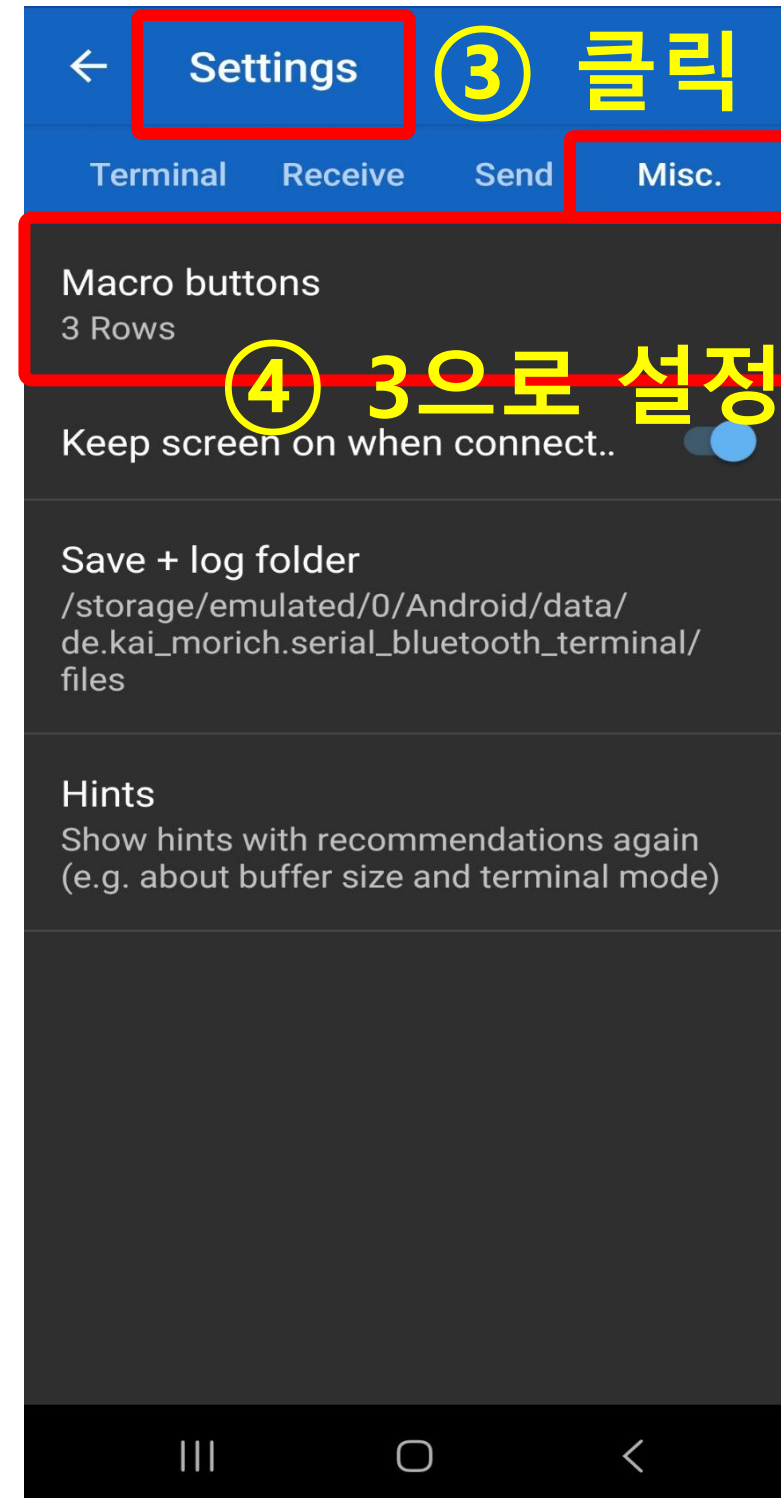 Settings ③ 클릭
Terminal Receive Send Misc.
Macro buttons
3 Rows
④ 3으로 설정
Keep screen on when connect..
Save + log folder
/storage/emulated/0/Android/data/
de.kai_morich.serial_bluetooth_terminal/
files
Hints
Show hints with recommendations again
(e.g. about buffer size and terminal mode)